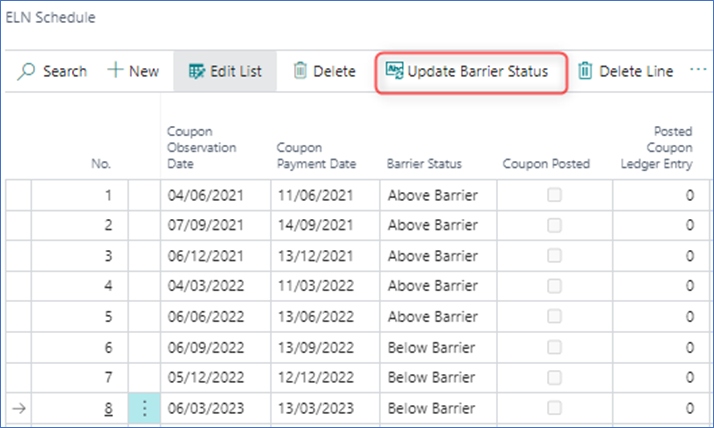 ELN Schedule
Search New Edit List Delete Update Barrier Status Delete Line ...
No. Coupon Observation Date Coupon Payment Date Barrier Status Coupon Posted Posted Coupon Ledger Entry
1 04/06/2021 11/06/2021 Above Barrier 0
2 07/09/2021 14/09/2021 Above Barrier 0
3 06/12/2021 13/12/2021 Above Barrier 0
4 04/03/2022 11/03/2022 Above Barrier 0
5 06/06/2022 13/06/2022 Above Barrier 0
6 06/09/2022 13/09/2022 Below Barrier 0
7 05/12/2022 12/12/2022 Below Barrier 0
8 06/03/2023 13/03/2023 Below Barrier 0